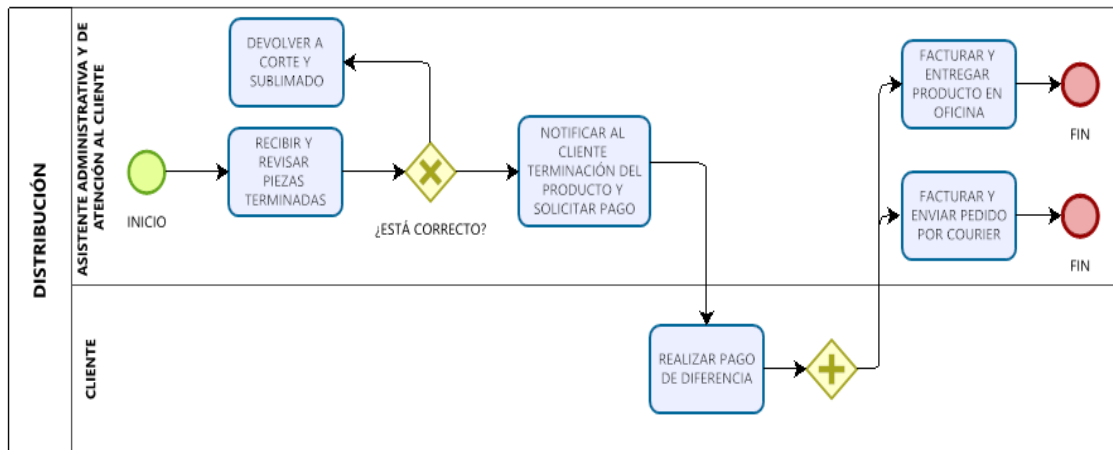 DISTRIBUCIÓN
ASISTENTE ADMINISTRATIVA Y DE
ATENCIÓN AL CLIENTE
INICIO
DEVOLVER A
CORTE Y
SUBLIMADO
RECIBIR Y
REVISAR
PIEZAS
TERMINADAS
¿ESTÁ CORRECTO?
NOTIFICAR AL
CLIENTE
TERMINACIÓN DEL
PRODUCTO Y
SOLICITAR PAGO
FACTURAR Y
ENTREGAR
PRODUCTO EN
OFICINA
FIN
FACTURAR Y
ENVIAR PEDIDO
POR COURIER
FIN
CLIENTE
REALIZAR PAGO
DE DIFERENCIA